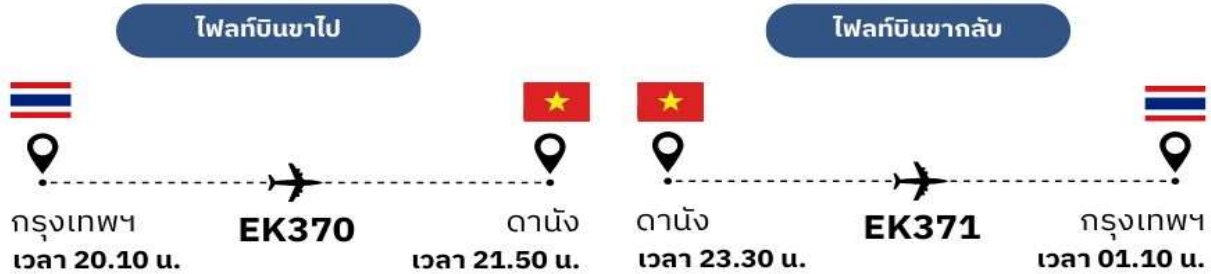 ไฟลท์บินขาไป
กรุงเทพฯ
เวลา 20.10 น.
EK370
ดานัง
เวลา 21.50 น.
ไฟลท์บินขากลับ
ดานัง
เวลา 23.30 น.
EK371
กรุงเทพฯ
เวลา 01.10 น.